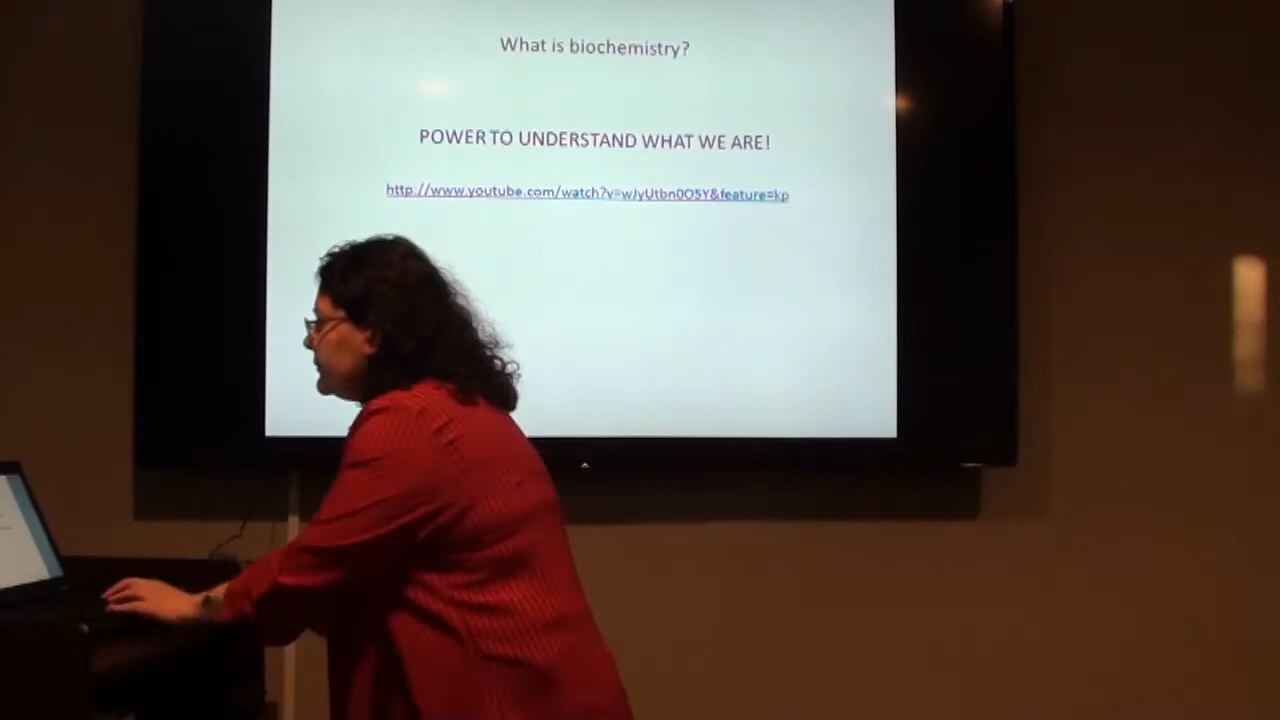 What is biochemistry?
POWER TO UNDERSTAND WHAT WE ARE!
http://www.youtube.com/watch?v=wJyUtbn0O5Y&feature=kp